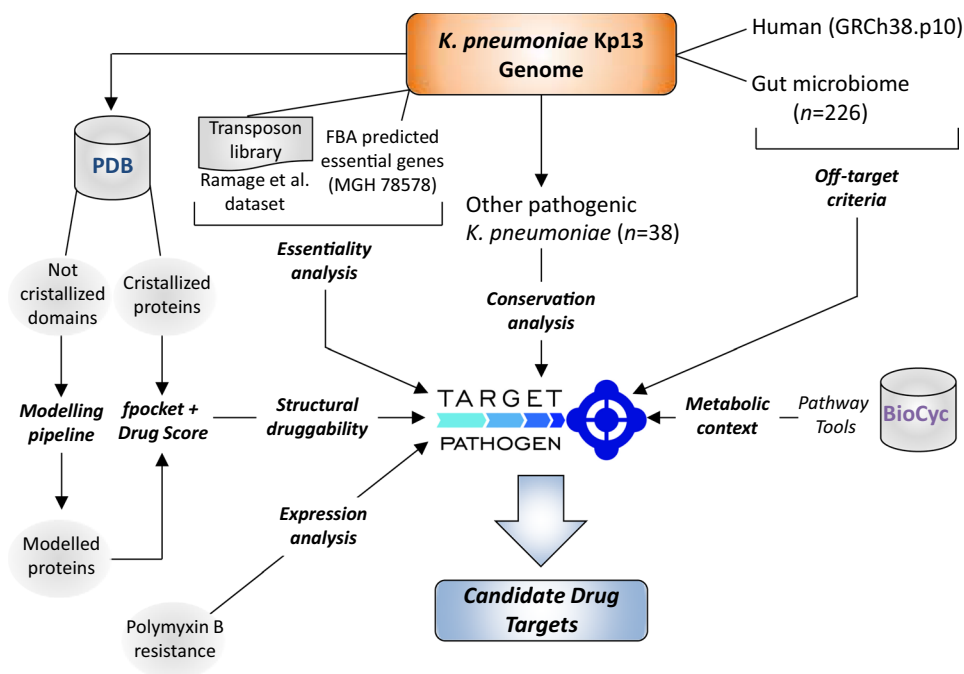 K. pneumoniae Kp13
Genome
Human (GRCh38.p10)
Gut microbiome
(n=226)
Off-target
criteria
PDB
Transposon
library
Ramage et al.
dataset
FBA predicted
essential genes
(MGH 78578)
Essentiality
analysis
Other pathogenic
K. pneumoniae (n=38)
Conservation
analysis
Not
cristallized
domains
Cristallized
proteins
Modelling
pipeline
fpocket +
Drug Score
Structural
druggability
TARGET
PATHOGEN
Metabolic
context
Pathway
Tools
BioCyc
Modelled
proteins
Expression
analysis
Polymyxin B
resistance
Candidate Drug
Targets